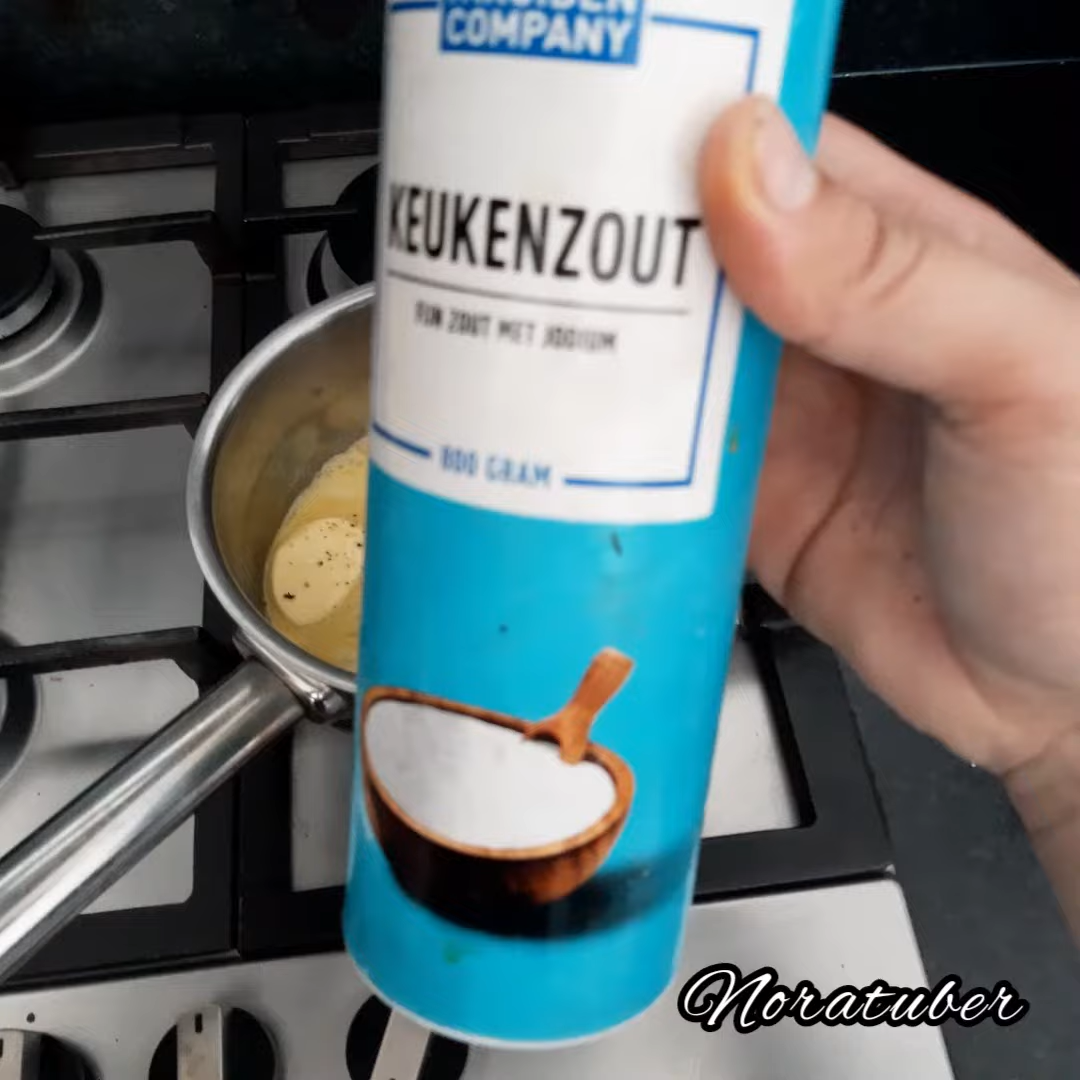 COMPANY
KEUKENZOUT
FIJN ZOUT MET JODIUM
800 GRAM
Noratuber